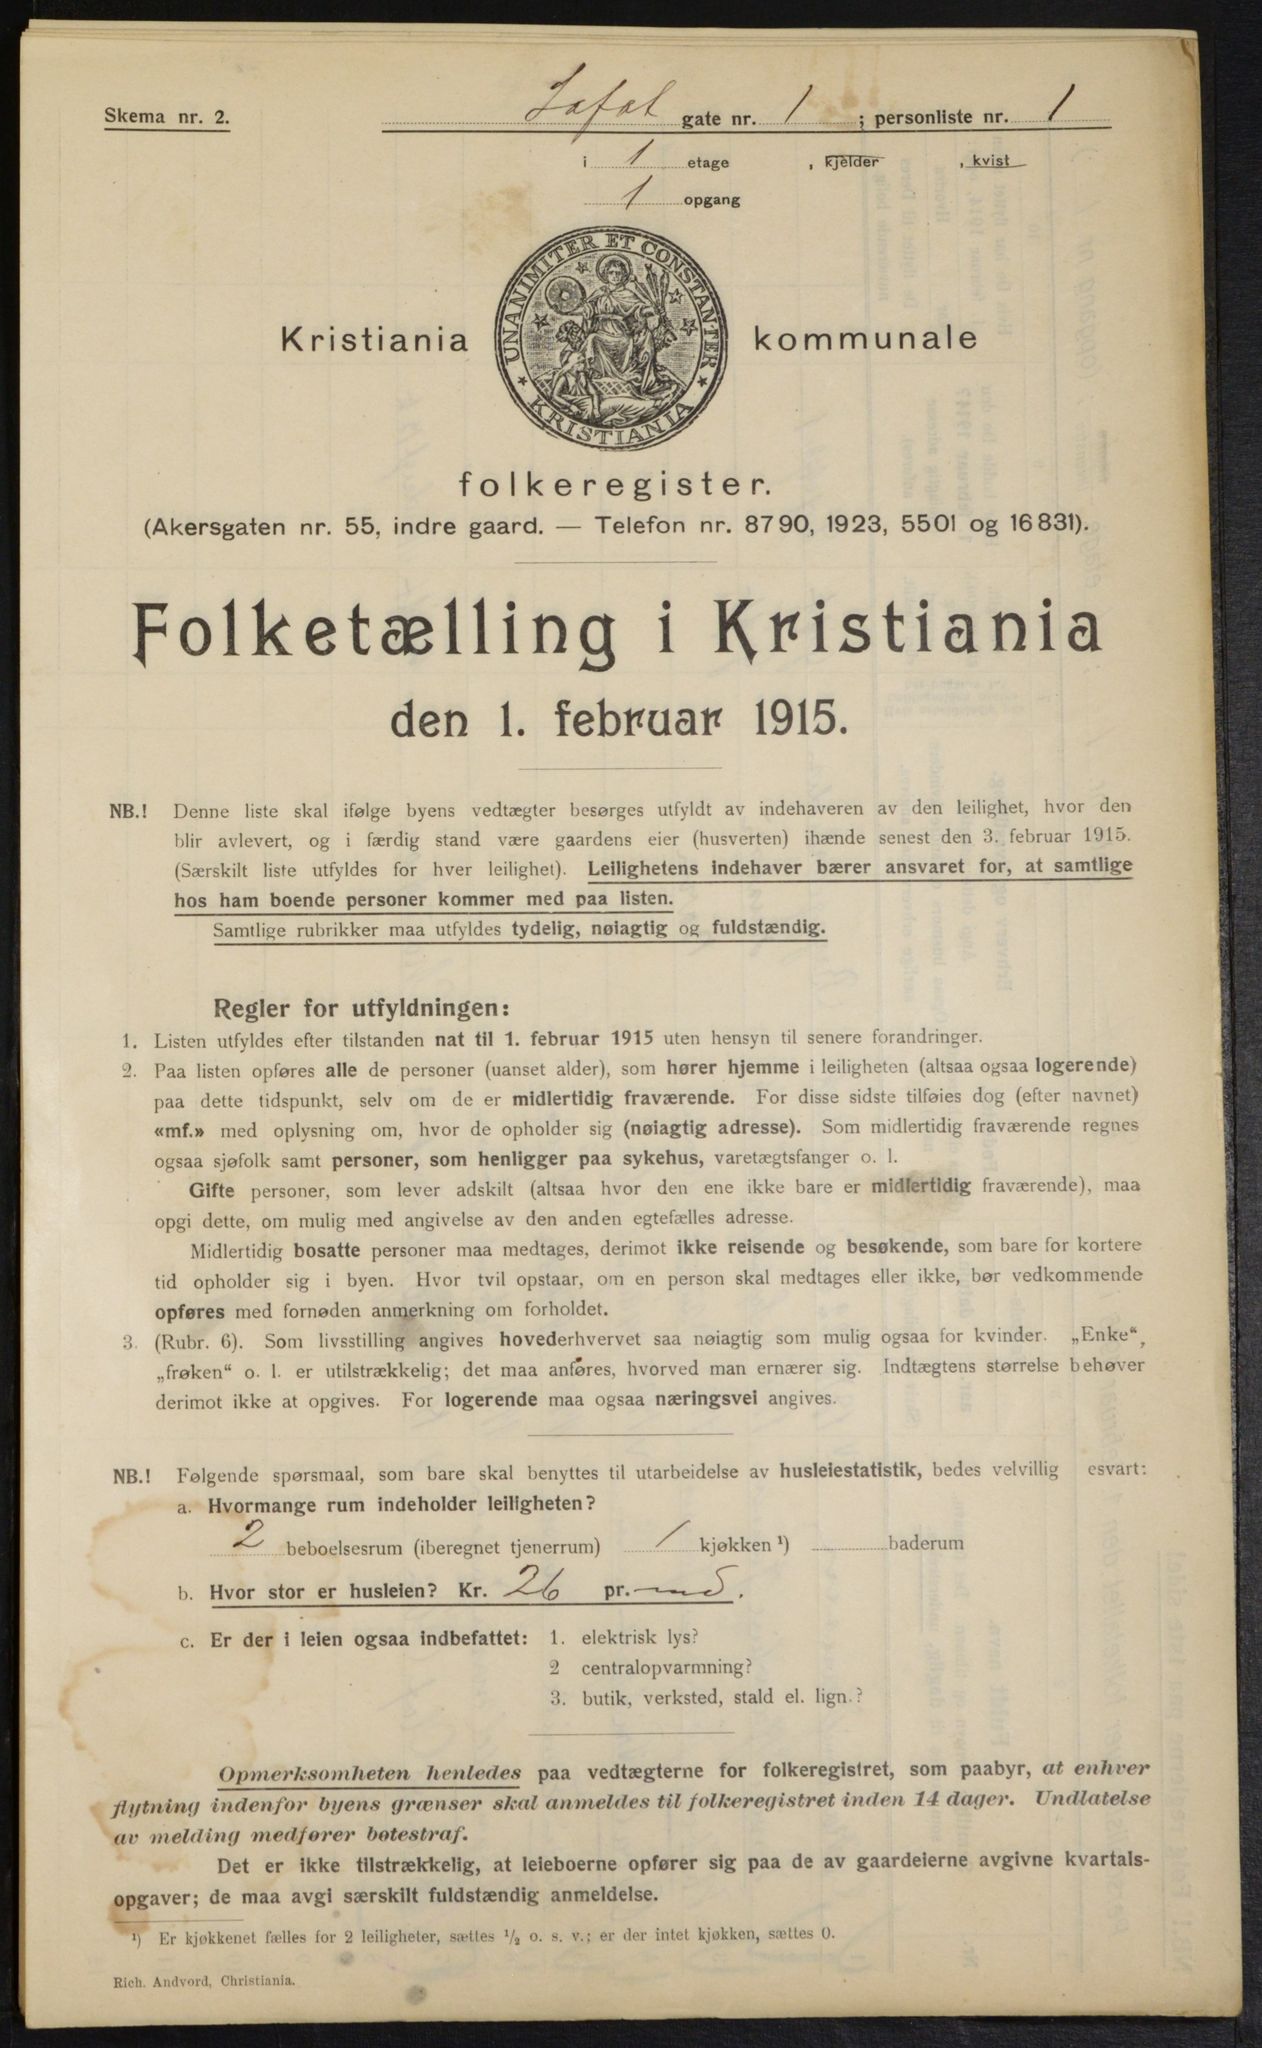 Skema nr. 2.
Tofat gate nr. 1 ; personliste nr. 1
i 1 etage , kjelder , kvist
1 opgang
UNANIMITER ET CONSTANTER
KRISTIANIA
Kristiania kommunale
folkeregister.
(Akersgaten nr. 55, indre gaard. — Telefon nr. 8790, 1923, 5501 og 16831).
Folketælling i Kristiania
den 1. februar 1915.
NB.! Denne liste skal ifølge byens vedtægter besørges utfyldt av indehaveren av den leilighet, hvor den
blir avlevert, og i færdig stand være gaardens eier (husverten) ihænde senest den 3. februar 1915.
(Særskilt liste utfyldes for hver leilighet). Leilighetens indehaver bærer ansvaret for, at samtlige
hos ham boende personer kommer med paa listen.
Samtlige rubrikker maa utfyldes tydelig, nøiagtig og fuldstændig.
Regler for utfyldningen:
1. Listen utfyldes efter tilstanden nat til 1. februar 1915 uten hensyn til senere forandringer.
2. Paa listen opføres alle de personer (uanset alder), som hører hjemme i leiligheten (altsaa ogsaa logerende)
paa dette tidspunkt, selv om de er midlertidig fraværende. For disse sidste tilføies dog (efter navnet)
«mf.» med oplysning om, hvor de opholder sig (nøiagtig adresse). Som midlertidig fraværende regnes
ogsaa sjøfolk samt personer, som henligger paa sykehus, varetægtsfanger o. l.
Gifte personer, som lever adskilt (altsaa hvor den ene ikke bare er midlertidig fraværende), maa
opgi dette, om mulig med angivelse av den anden egtefælles adresse.
Midlertidig bosatte personer maa medtages, derimot ikke reisende og besøkende, som bare for kortere
tid opholder sig i byen. Hvor tvil opstaar, om en person skal medtages eller ikke, bør vedkommende
opføres med fornøden anmerkning om forholdet.
3. (Rubr. 6). Som livsstilling angives hovederhvervet saa nøiagtig som mulig ogsaa for kvinder. „Enke“,
„frøken“ o. l. er utilstrækkelig; det maa anføres, hvorved man ernærer sig. Indtægtens størrelse behøver
derimot ikke at opgives. For logerende maa ogsaa næringsvei angives.
NB.! Følgende spørsmaal, som bare skal benyttes til utarbeidelse av husleiestatistik, bedes velvillig esvart:
a. Hvormange rum indeholder leiligheten?
2 beboelsesrum (iberegnet tjenerrum) 1 kjøkken ¹) baderum
b. Hvor stor er husleien? Kr. 26 pr. md.
c. Er der i leien ogsaa indbefattet: 1. elektrisk lys?
2 centralopvarmning?
3. butik, verksted, stald el. lign.?
Opmerksomheten henledes paa vedtægterne for folkeregistret, som paabyr, at enhver
flytning indenfor byens grænser skal anmeldes til folkeregistret inden 14 dager. Undlatelse
av melding medfører bøtestraf.
Det er ikke tilstrækkelig, at leieboerne opfører sig paa de av gaardeierne avgivne kvartals-
opgaver; de maa avgi særskilt fuldstændig anmeldelse.
¹) Er kjøkkenet fælles for 2 leiligheter, sættes ½ o. s. v.; er der intet kjøkken, sættes 0.
Rich. Andvord, Christiania.